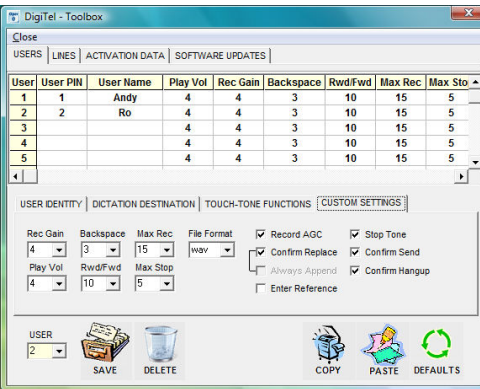 DigiTel - Toolbox
Close
USERS LINES ACTIVATION DATA SOFTWARE UPDATES
User User PIN User Name Play Vol Rec Gain Backspace Rwd/Fwd Max Rec Max Sto
1 1 Andy 4 4 3 10 15 5
2 2 Ro 4 4 3 10 15 5
3 4 4 3 10 15 5
4 4 4 3 10 15 5
5 4 4 3 10 15 5
USER IDENTITY DICTATION DESTINATION TOUCH-TONE FUNCTIONS CUSTOM SETTINGS
Rec Gain Backspace Max Rec File Format Record AGC Stop Tone
4 3 15 wav Confirm Replace Confirm Send
Play Vol Rwd/Fwd Max Stop Always Append Confirm Hangup
4 10 5 Enter Reference
USER
2
SAVE DELETE COPY PASTE DEFAULTS